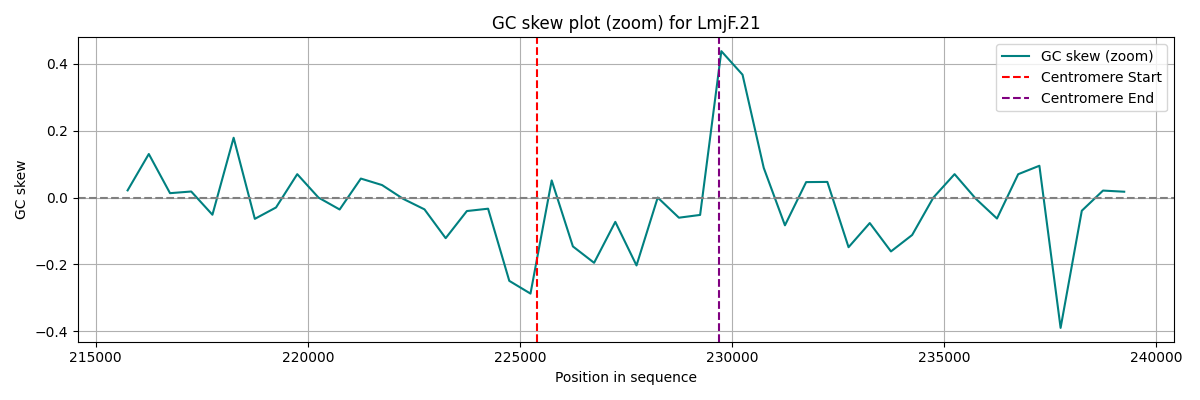 GC skew plot (zoom) for LmjF.21
GC skew (zoom)
Centromere Start
Centromere End
GC skew
0.4
0.2
0.0
−0.2
−0.4
215000
220000
225000
230000
235000
240000
Position in sequence